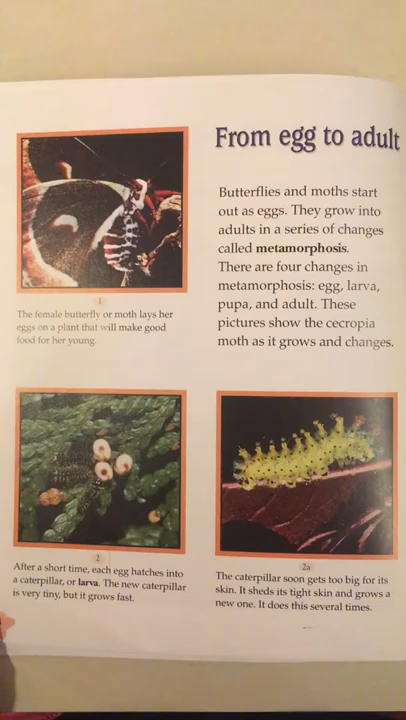 From egg to adult
Butterflies and moths start
out as eggs. They grow into
adults in a series of changes
called metamorphosis.
There are four changes in
metamorphosis: egg, larva,
pupa, and adult. These
pictures show the cecropia
moth as it grows and changes.
1
The female butterfly or moth lays her
eggs on a plant that will make good
food for her young.
2
After a short time, each egg hatches into
a caterpillar, or larva. The new caterpillar
is very tiny, but it grows fast.
2a
The caterpillar soon gets too big for its
skin. It sheds its tight skin and grows a
new one. It does this several times.